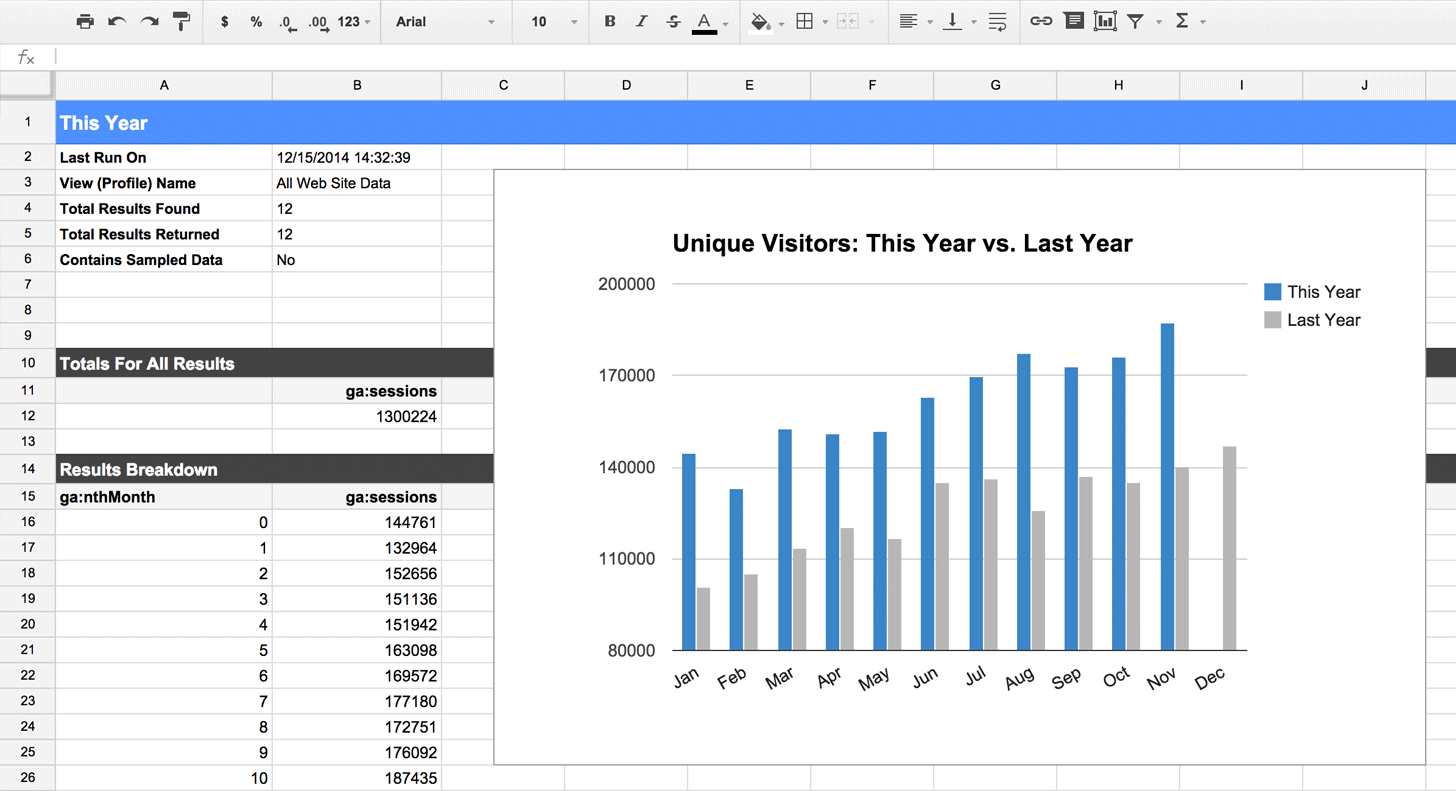 $ % .0 .00 123 Arial 10 B I S A Σ
fx
A B C D E F G H I J
1 This Year
2 Last Run On 12/15/2014 14:32:39
3 View (Profile) Name All Web Site Data
4 Total Results Found 12
5 Total Results Returned 12
6 Contains Sampled Data No
7
8
9
10 Totals For All Results
11 ga:sessions
12 1300224
13
14 Results Breakdown
15 ga:nthMonth ga:sessions
16 0 144761
17 1 132964
18 2 152656
19 3 151136
20 4 151942
21 5 163098
22 6 169572
23 7 177180
24 8 172751
25 9 176092
26 10 187435
Unique Visitors: This Year vs. Last Year
200000
170000
140000
110000
80000
Jan Feb Mar Apr May Jun Jul Aug Sep Oct Nov Dec
This Year
Last Year